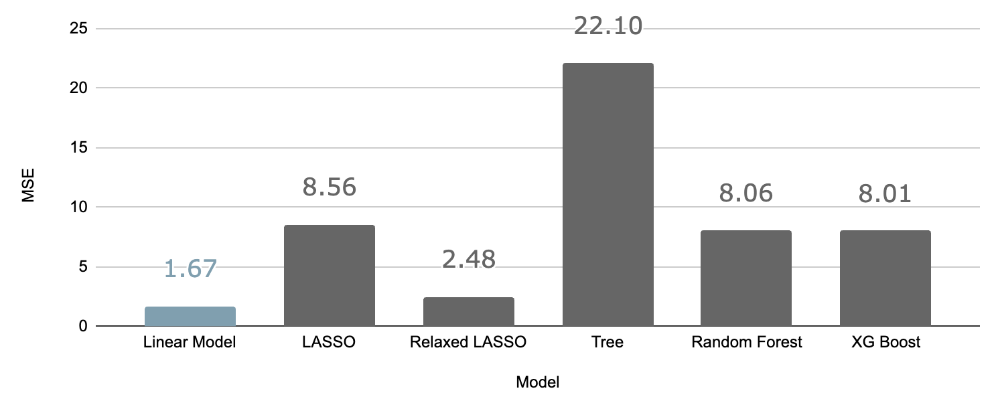 25
20
15
10
5
0
MSE
1.67
8.56
2.48
22.10
8.06
8.01
Linear Model
LASSO
Relaxed LASSO
Tree
Random Forest
XG Boost
Model